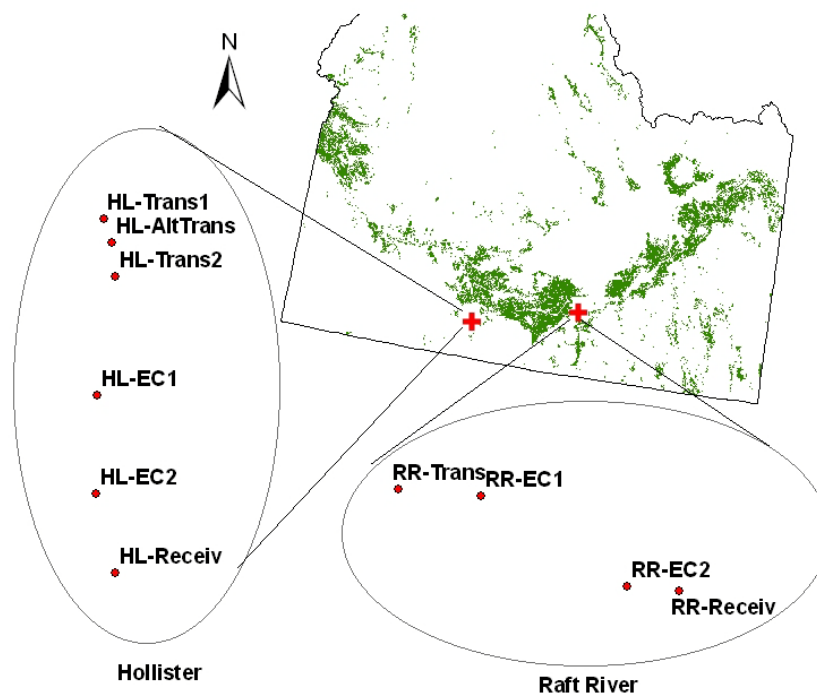 N
HL-Trans1
HL-AltTrans
HL-Trans2
HL-EC1
HL-EC2
HL-Receiv
Hollister
RR-Trans
RR-EC1
RR-EC2
RR-Receiv
Raft River